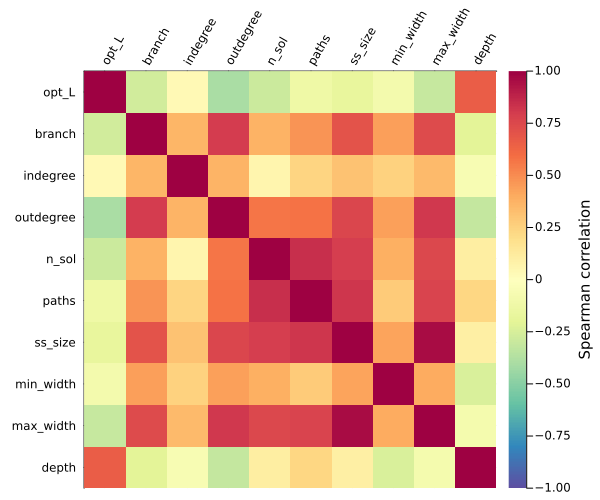 opt_L
branch
indegree
outdegree
n_sol
paths
ss_size
min_width
max_width
depth
opt_L
branch
indegree
outdegree
n_sol
paths
ss_size
min_width
max_width
depth
1.00
0.75
0.50
0.25
0
−0.25
−0.50
−0.75
−1.00
Spearman correlation